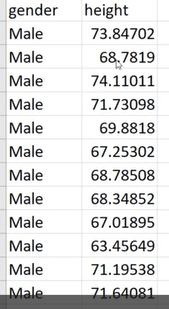 gender height
Male 73.84702
Male 68.7819
Male 74.11011
Male 71.73098
Male 69.8818
Male 67.25302
Male 68.78508
Male 68.34852
Male 67.01895
Male 63.45649
Male 71.19538
Male 71.64081